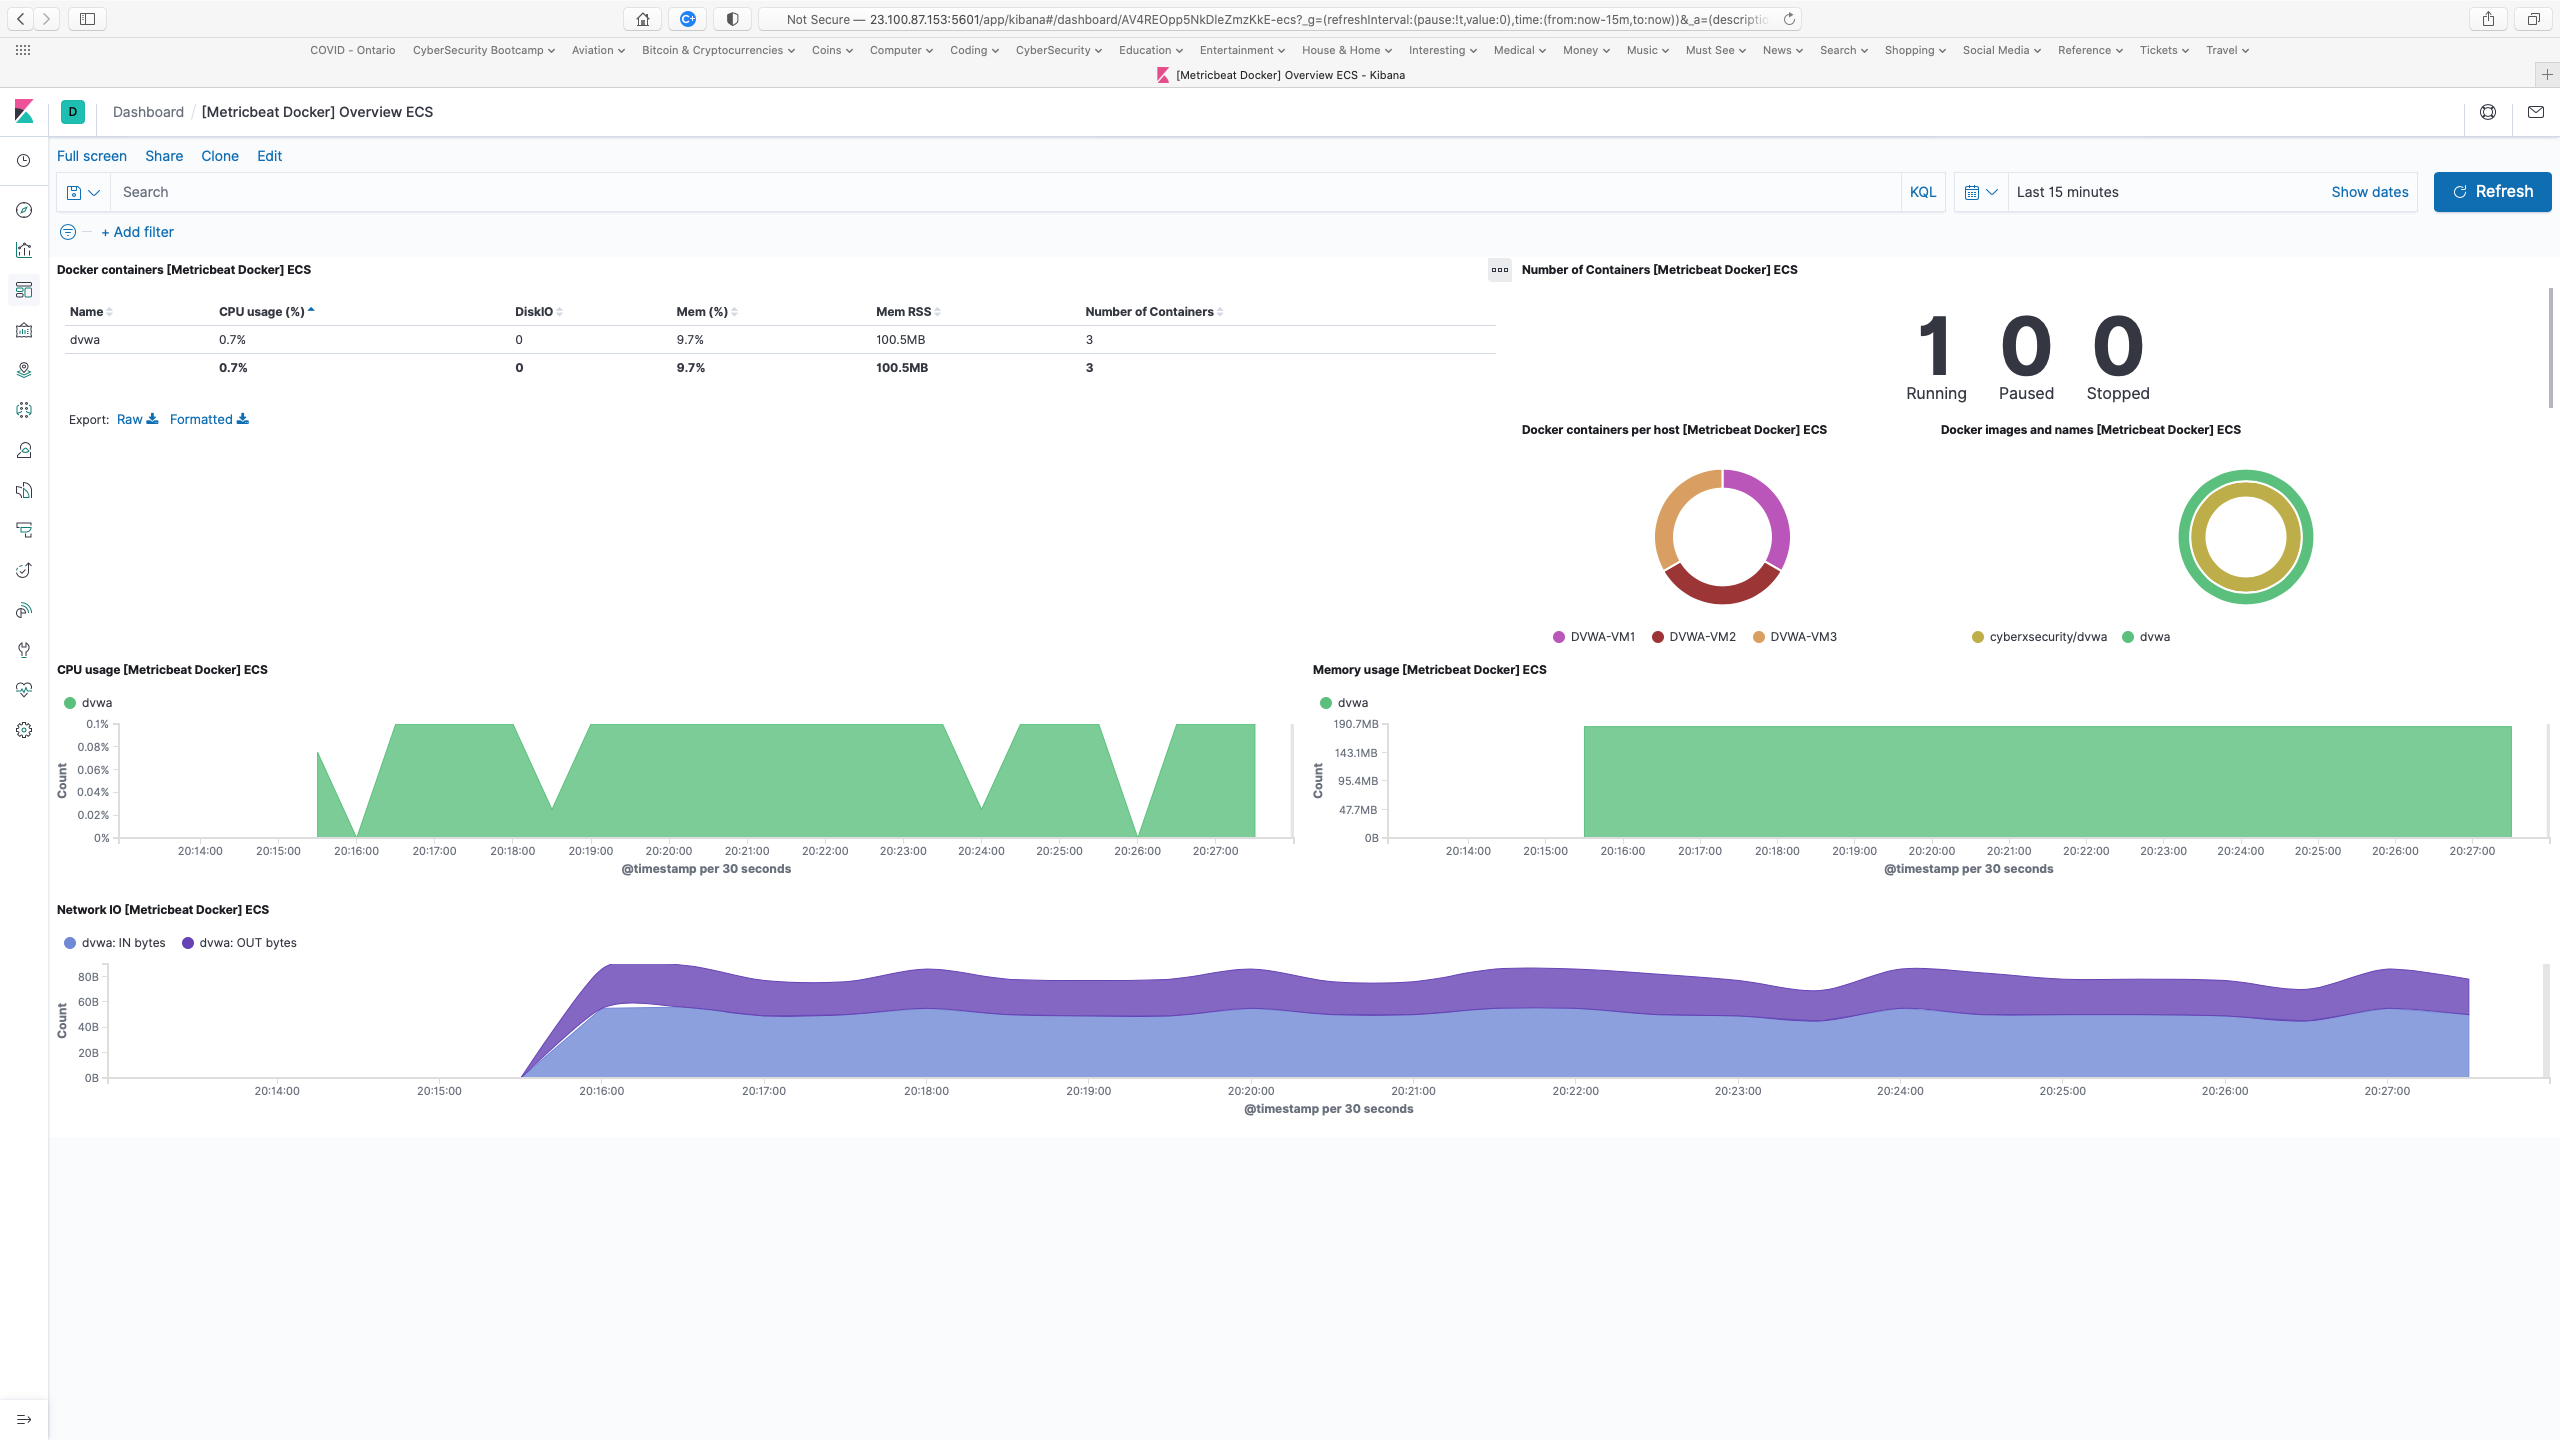 Not Secure — 23.100.87.153:5601/app/kibana#/dashboard/AV4REOpp5NkDleZmzKkE-ecs?_g=(refreshInterval:(pause:!t,value:0),time:(from:now-15m,to:now))&_a=(descriptio
COVID - Ontario CyberSecurity Bootcamp Aviation Bitcoin & Cryptocurrencies Coins Computer Coding CyberSecurity Education Entertainment House & Home Interesting Medical Money Music Must See News Search Shopping Social Media Reference Tickets Travel
[Metricbeat Docker] Overview ECS - Kibana
D Dashboard / [Metricbeat Docker] Overview ECS
Full screen Share Clone Edit
Search KQL Last 15 minutes Show dates Refresh
+ Add filter
Docker containers [Metricbeat Docker] ECS
Name CPU usage (%) DiskIO Mem (%) Mem RSS Number of Containers
dvwa 0.7% 0 9.7% 100.5MB 3
0.7% 0 9.7% 100.5MB 3
Export: Raw Formatted
Number of Containers [Metricbeat Docker] ECS
1 0 0
Running Paused Stopped
Docker containers per host [Metricbeat Docker] ECS
DVWA-VM1 DVWA-VM2 DVWA-VM3
Docker images and names [Metricbeat Docker] ECS
cyberxsecurity/dvwa dvwa
CPU usage [Metricbeat Docker] ECS
dvwa
0.1%
0.08%
0.06%
0.04%
0.02%
0%
Count
20:14:00 20:15:00 20:16:00 20:17:00 20:18:00 20:19:00 20:20:00 20:21:00 20:22:00 20:23:00 20:24:00 20:25:00 20:26:00 20:27:00
@timestamp per 30 seconds
Memory usage [Metricbeat Docker] ECS
dvwa
190.7MB
143.1MB
95.4MB
47.7MB
0B
Count
20:14:00 20:15:00 20:16:00 20:17:00 20:18:00 20:19:00 20:20:00 20:21:00 20:22:00 20:23:00 20:24:00 20:25:00 20:26:00 20:27:00
@timestamp per 30 seconds
Network IO [Metricbeat Docker] ECS
dvwa: IN bytes dvwa: OUT bytes
80B
60B
40B
20B
0B
Count
20:14:00 20:15:00 20:16:00 20:17:00 20:18:00 20:19:00 20:20:00 20:21:00 20:22:00 20:23:00 20:24:00 20:25:00 20:26:00 20:27:00
@timestamp per 30 seconds